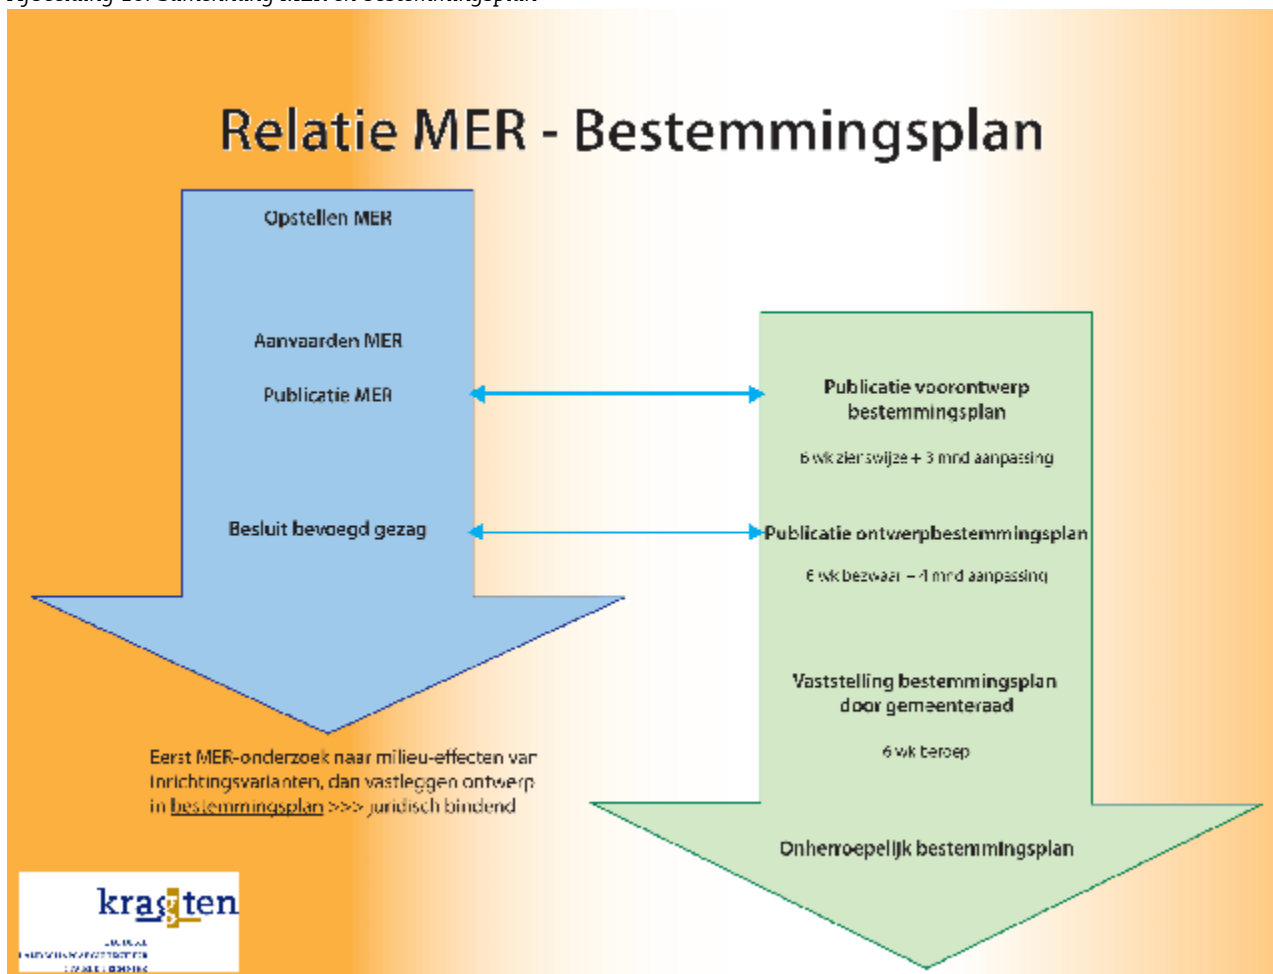 Relatie MER - Bestemmingsplan
Opstellen MER
Aanvaarden MER
Publicatie MER
Besluit bevoegd gezag
Eerst MER-onderzoek naar milieu-effecten van
inrichtingsvarianten, dan vastleggen ontwerp
in bestemmingsplan >>> juridisch bindend
Publicatie voorontwerp
bestemmingsplan
6 wk zienswijze + 3 mnd aanpassing
Publicatie ontwerpbestemmingsplan
6 wk bezwaar – 4 mnd aanpassing
Vaststelling bestemmingsplan
door gemeenteraad
6 wk beroep
Onherroepelijk bestemmingsplan
kragten